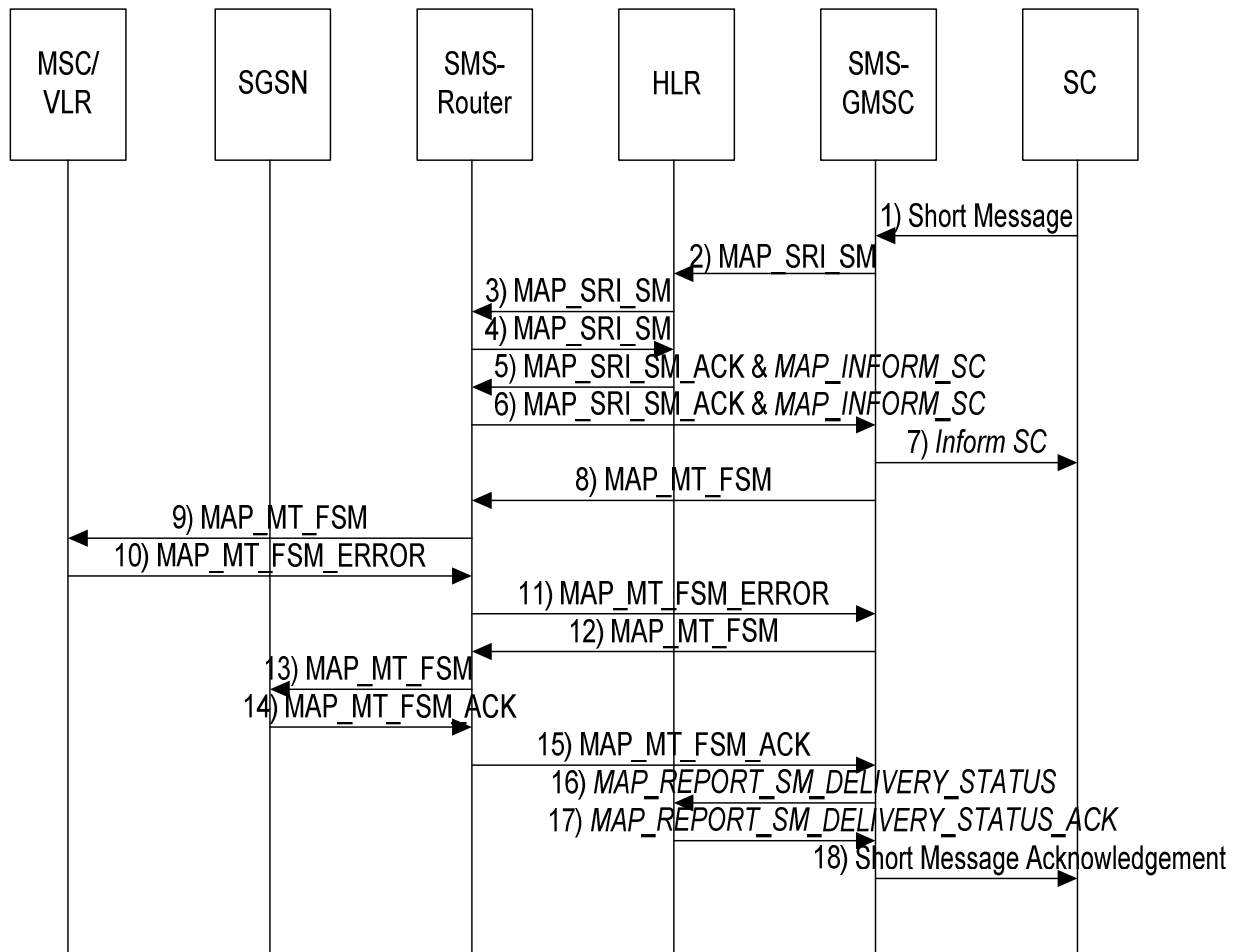 MSC/
VLR
SGSN
SMS-
Router
HLR
SMS-
GMSC
SC
1) Short Message
2) MAP_SRI_SM
3) MAP_SRI_SM
4) MAP_SRI_SM
5) MAP_SRI_SM_ACK & MAP_INFORM_SC
6) MAP_SRI_SM_ACK & MAP_INFORM_SC
7) Inform SC
8) MAP_MT_FSM
9) MAP_MT_FSM
10) MAP_MT_FSM_ERROR
11) MAP_MT_FSM_ERROR
12) MAP_MT_FSM
13) MAP_MT_FSM
14) MAP_MT_FSM_ACK
15) MAP_MT_FSM_ACK
16) MAP_REPORT_SM_DELIVERY_STATUS
17) MAP_REPORT_SM_DELIVERY_STATUS_ACK
18) Short Message Acknowledgement